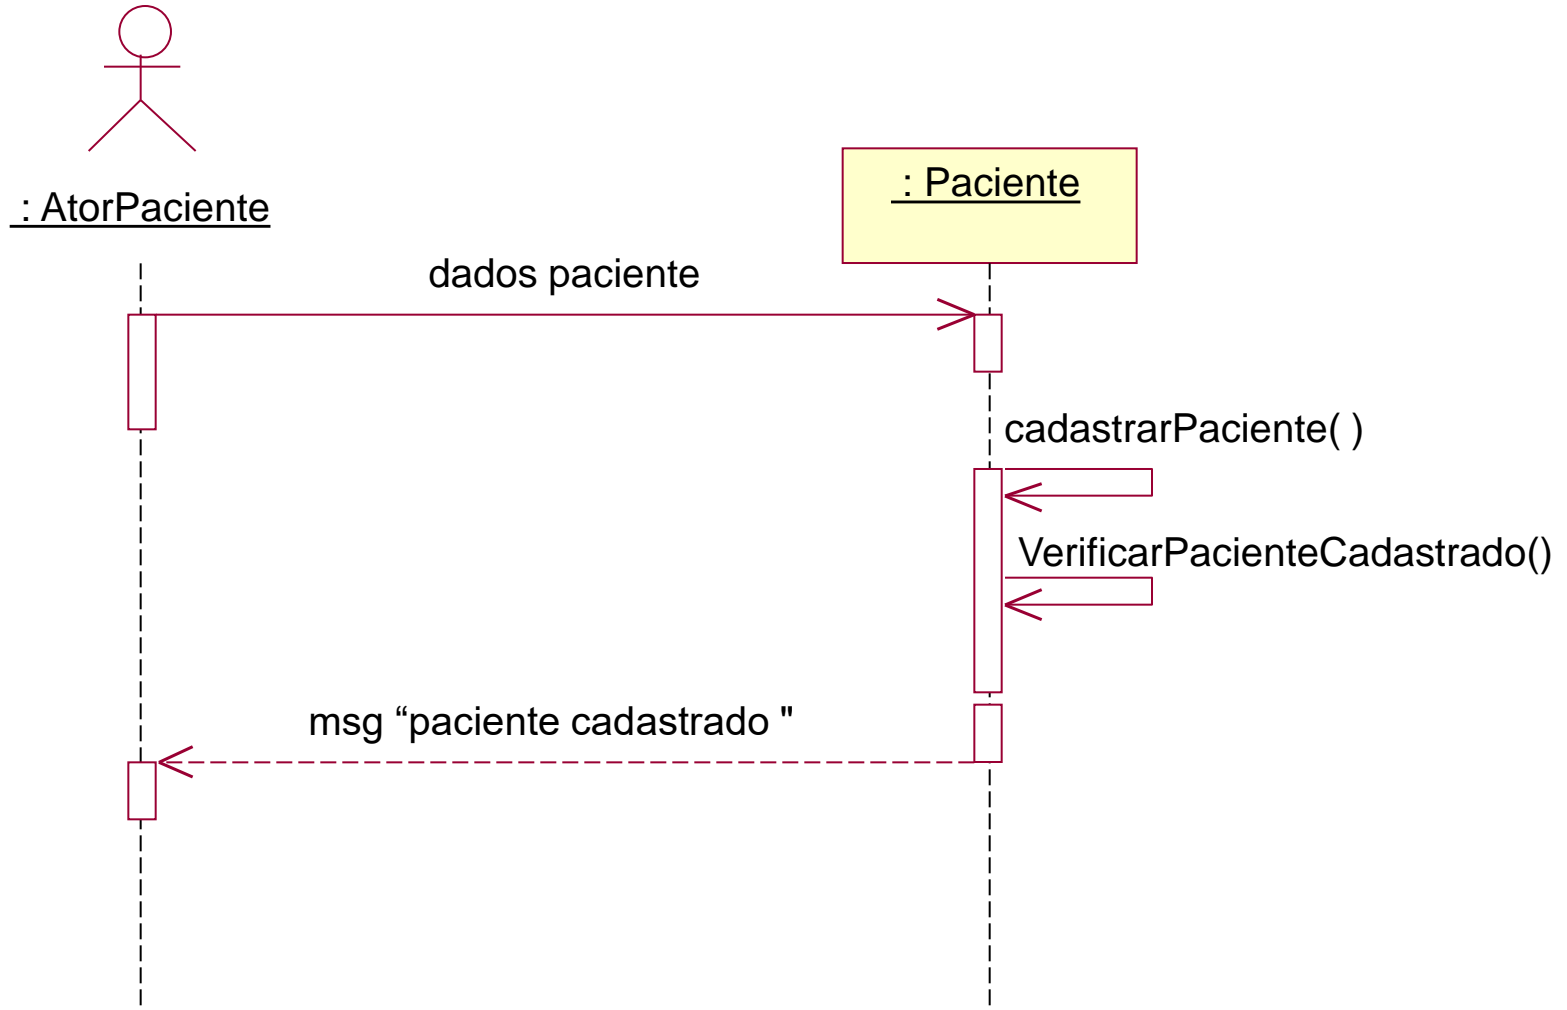 : AtorPaciente
: Paciente
dados paciente
cadastrarPaciente( )
VerificarPacienteCadastrado()
msg “paciente cadastrado "